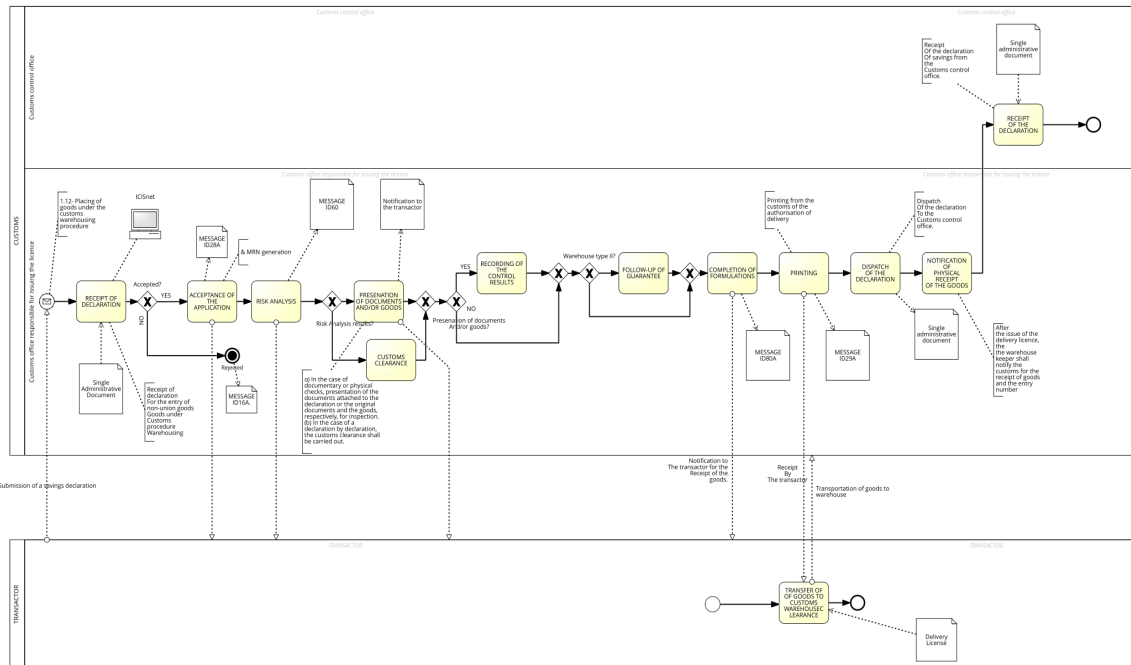 Customs control office
Customs control office
Customs control office
Receipt
Of the declaration
Of savings from
the
Customs control
office.
Single
administrative
document
RECEIPT
OF THE
DECLARATION
CUSTOMS
Customs office responsible for issuing the licence
Customs office responsible for issuing the licence
Customs office responsible for issuing the licence
1.12- Placing of
goods under the
customs
warehousing
procedure
ICISnet
MESSAGE
ID28A
& MRN generation
MESSAGE
ID60
Notification to
the transactor
Printing from the
customs of the
authorisation of
delivery
Dispatch
Of the declaration
To the
Customs control
office.
RECEIPT OF
DECLARATION
Accepted?
YES
NO
ACCEPTANCE OF
THE
APPLICATION
RISK ANALYSIS
Risk Analysis results?
PRESENATION
OF DOCUMENTS
AND/OR GOODS
Presenation of documents
And/or goods?
YES
NO
RECORDING OF
THE
CONTROL
RESULTS
Warehouse type II?
FOLLOW-UP OF
GUARANTEE
COMPLETION OF
FORMULATIONS
PRINTING
DISPATCH
OF THE
DECLARATION
NOTIFICATION
OF
PHYSICAL
RECEIPT
OF THE GOODS
CUSTOMS
CLEARANCE
Rejected
MESSAGE
ID16A.
Single
Administrative
Document
Receipt of
declaration
For the entry of
non-union goods
Goods under
Customs
procedure
Warehousing
a) In the case of
documentary or physical
checks, presentation of the
documents attached to the
declaration or the original
documents and the goods,
respectively, for inspection.
(b) In the case of a
declaration by declaration,
the customs clearance shall
be carried out.
MESSAGE
ID80A
MESSAGE
ID29A
Single
administrative
document
After
the issue of the
delivery licence,
the
the warehouse
keeper shall
notify the
customs for the
receipt of goods
and the entry
number
Submission of a savings declaration
Notification to
The transactor for the
Receipt of the
goods.
Receipt
By
The transactor
Transportation of goods to
warehouse
TRANSACTOR
TRANSACTOR
TRANSACTOR
TRANSFER OF
OF GOODS TO
CUSTOMS
WAREHOUSEC
LEARANCE
Delivery
License